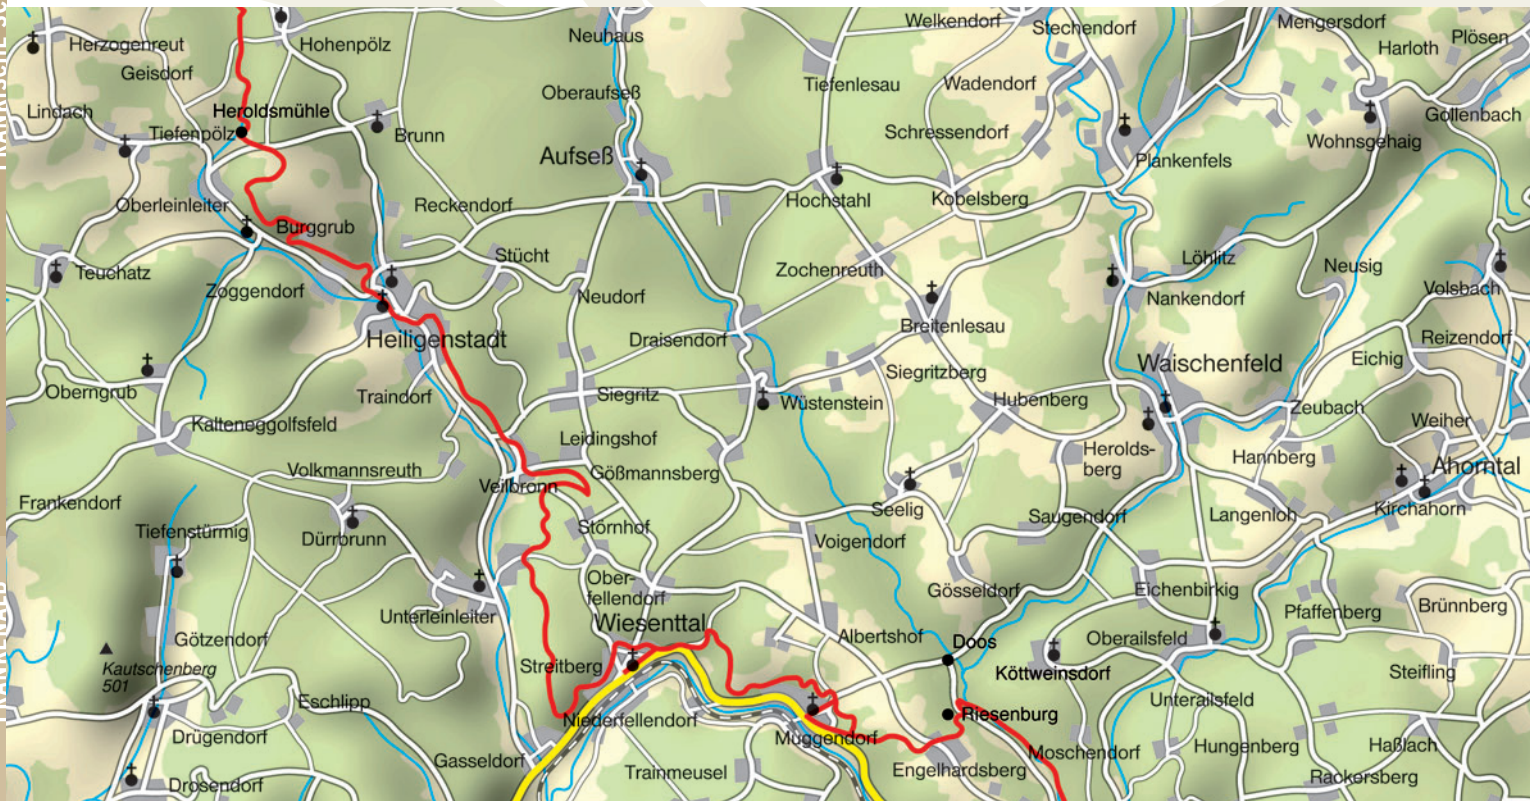 Neuhaus
Welkendorf
Stechendorf
Mengersdorf
Plösen
Herzogenreut
Hohenpölz
Harloth
Geisdorf
Tiefenlesau
Wadendorf
Oberaufseß
Lindach
Heroldsmühle
Tiefenpölz
Brunn
Schressendorf
Gollenbach
Wohnsgehaig
Aufseß
Plankenfels
Oberleinleiter
Reckendorf
Hochstahl
Kobelsberg
Burggrub
Stücht
Löhlitz
Teuchatz
Zochenreuth
Neusig
Zoggendorf
Neudorf
Nankendorf
Volsbach
Breitenlesau
Heiligenstadt
Draisendorf
Reizendorf
Waischenfeld
Eichig
Siegritzberg
Oberngrub
Traindorf
Siegritz
Wüstenstein
Hubenberg
Zeubach
Kalteneggolfsfeld
Weiher
Leidingshof
Herolds-
berg
Hannberg
Volkmannsreuth
Gößmannsberg
Ahorntal
Veilbronn
Frankendorf
Seelig
Kirchahorn
Saugendorf
Langenloh
Tiefenstürmig
Störnhof
Dürrbrunn
Voigendorf
Ober-
fellendorf
Gösseldorf
Eichenbirkig
Unterleinleiter
Pfaffenberg
Brünnberg
Wiesenttal
Götzendorf
Albertshof
Doos
Oberailsfeld
Streitberg
Kautschenberg
501
Köttweinsdorf
Steifling
Eschlipp
Unterailsfeld
Niederfellendorf
Riesenburg
Drügendorf
Muggendorf
Moschendorf
Hungenberg
Haßlach
Gasseldorf
Trainmeusel
Engelhardsberg
Rackersberg
Drosendorf